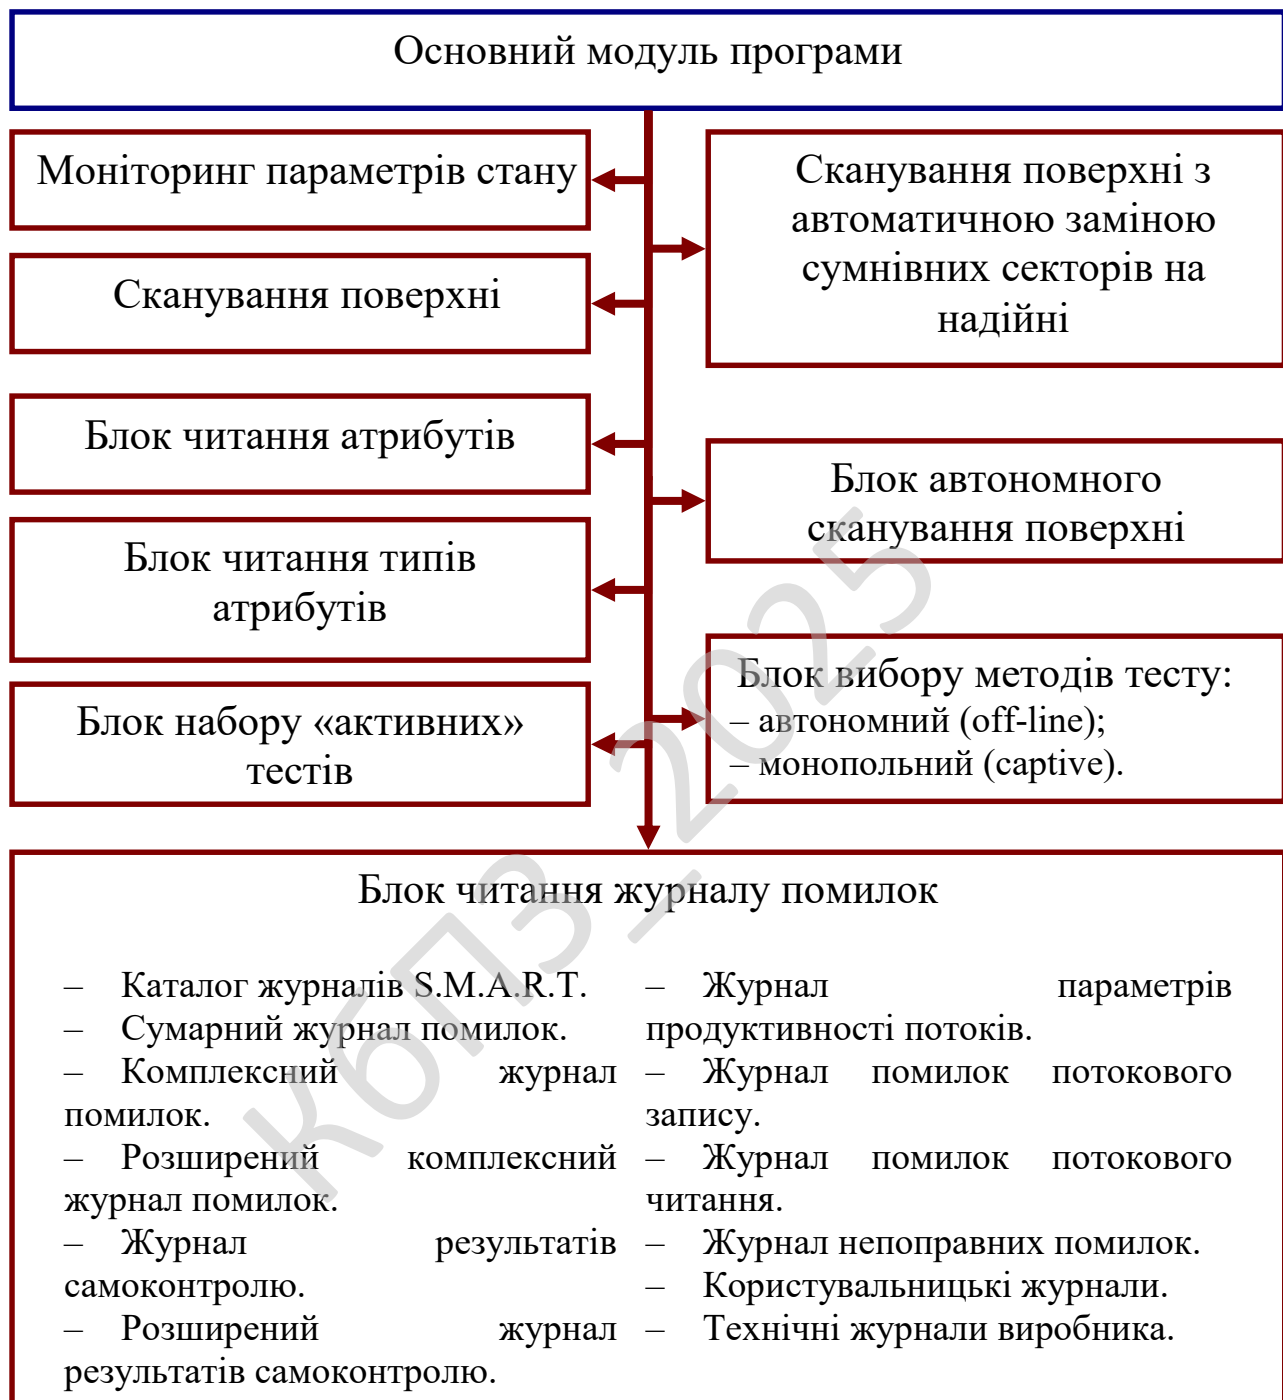 Основний модуль програми
Моніторинг параметрів стану
Сканування поверхні
Блок читання атрибутів
Блок читання типів
атрибутів
Блок набору «активних»
тестів
Сканування поверхні з
автоматичною заміною
сумнівних секторів на
надійні
Блок автономного
сканування поверхні
Блок вибору методів тесту:
– автономний (off-line);
– монопольний (captive).
Блок читання журналу помилок
– Каталог журналів S.M.A.R.T.
– Сумарний журнал помилок.
– Комплексний журнал
помилок.
– Розширений комплексний
журнал помилок.
– Журнал результатів
самоконтролю.
– Розширений журнал
результатів самоконтролю.
– Журнал параметрів
продуктивності потоків.
– Журнал помилок потокового
запису.
– Журнал помилок потокового
читання.
– Журнал непоправних помилок.
– Користувальницькі журнали.
– Технічні журнали виробника.
КбПЗ_2025